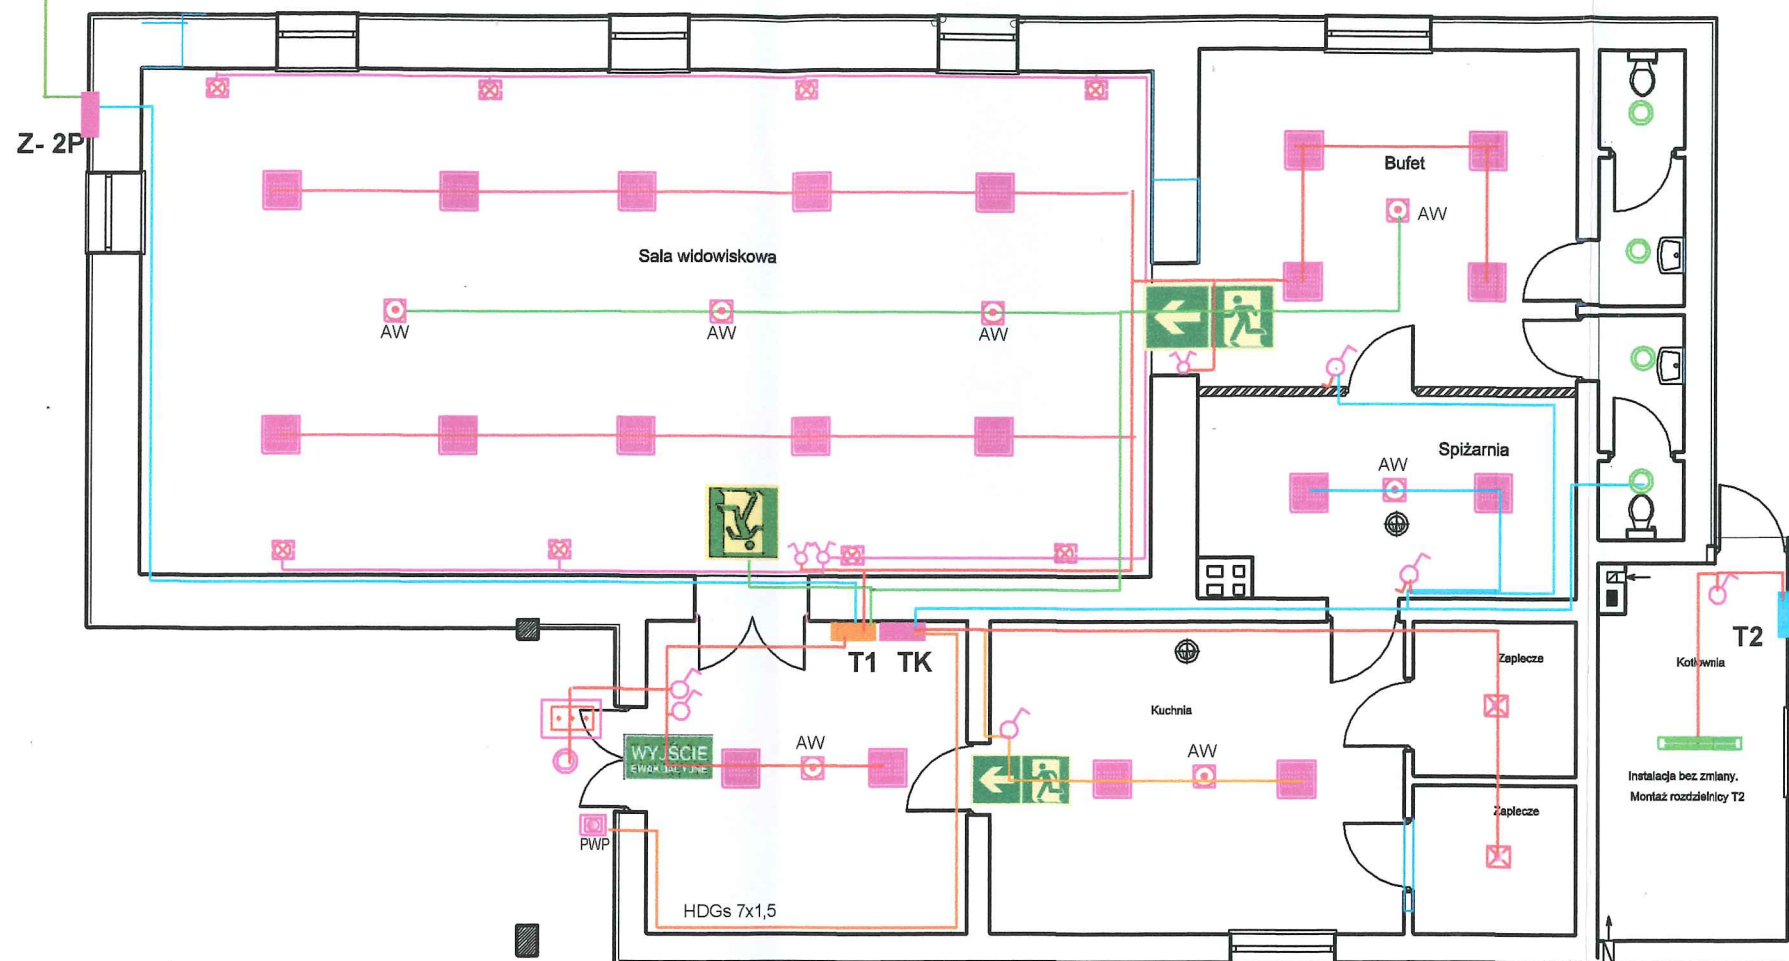 Z- 2P
Bufet
AW
Sala widowiskowa
AW
AW
AW
Spiżarnia
AW
T1
TK
T2
Zaplecze
Kotłownia
Kuchnia
WYJŚCIE
EWAKUACYJNE
AW
AW
Instalacja bez zmiany.
Montaż rozdzielnicy T2
Zaplecze
PWP
HDGs 7x1,5
N